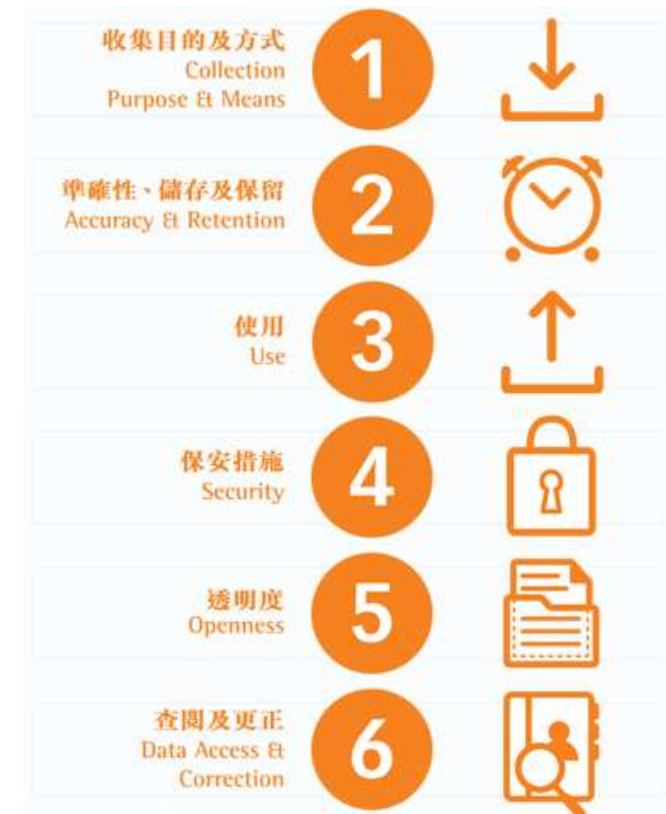 收集目的及方式
Collection
Purpose & Means
1
準確性、儲存及保留
Accuracy & Retention
2
使用
Use
3
保安措施
Security
4
透明度
Openness
5
查閱及更正
Data Access &
Correction
6